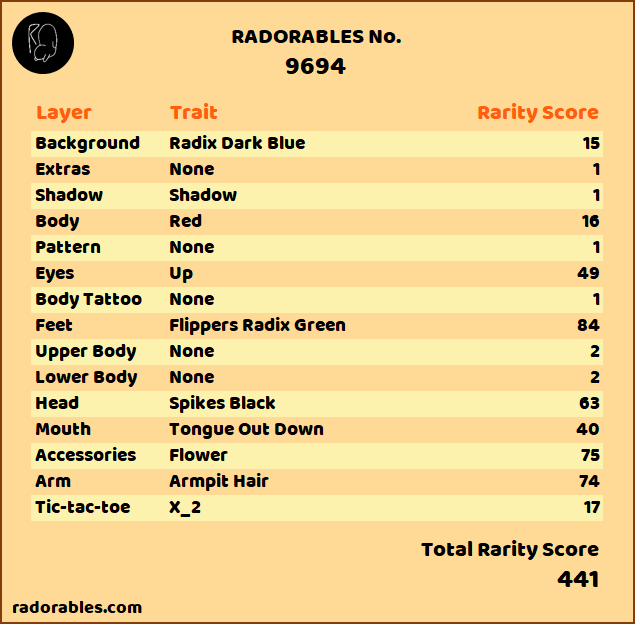 RADORABLES No.
9694
Layer Trait Rarity Score
Background Radix Dark Blue 15
Extras None 1
Shadow Shadow 1
Body Red 16
Pattern None 1
Eyes Up 49
Body Tattoo None 1
Feet Flippers Radix Green 84
Upper Body None 2
Lower Body None 2
Head Spikes Black 63
Mouth Tongue Out Down 40
Accessories Flower 75
Arm Armpit Hair 74
Tic-tac-toe X_2 17
Total Rarity Score
441
radorables.com